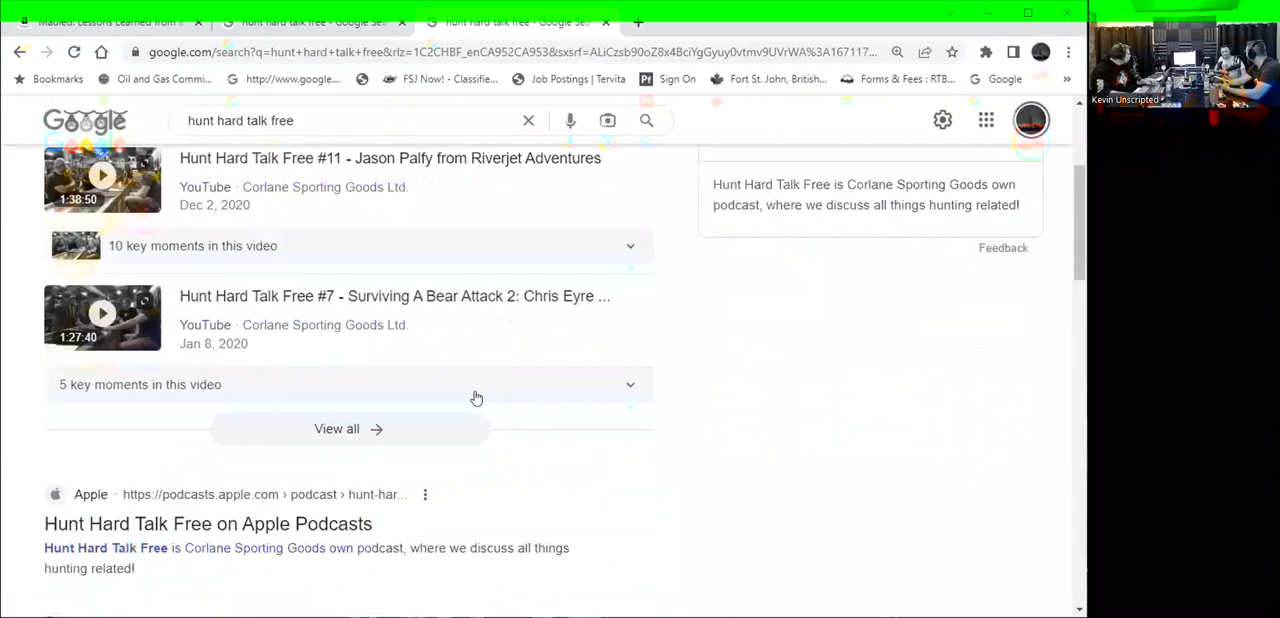 Mauled: Lessons Learned from a
hunt hard talk free - Google Sea
hunt hard talk free - Google Sea
google.com/search?q=hunt+hard+talk+free&rlz=1C2CHBF_enCA952CA953&sxsrf=ALiCzsb90oZ8x4BciYgGyuy0vtmv9UVrWA%3A167117...
Bookmarks
Oil and Gas Commi...
http://www.google....
FSJ Now! - Classifie...
Job Postings | Tervita
Sign On
Fort St. John, British...
Forms & Fees : RTB...
Google
»
Kevin Unscripted
Google
hunt hard talk free
Hunt Hard Talk Free #11 - Jason Palfy from Riverjet Adventures
YouTube · Corlane Sporting Goods Ltd.
Dec 2, 2020
1:38:50
10 key moments in this video
Hunt Hard Talk Free #7 - Surviving A Bear Attack 2: Chris Eyre ...
YouTube · Corlane Sporting Goods Ltd.
Jan 8, 2020
1:27:40
5 key moments in this video
View all
Apple · https://podcasts.apple.com › podcast › hunt-har...
Hunt Hard Talk Free on Apple Podcasts
Hunt Hard Talk Free is Corlane Sporting Goods own podcast, where we discuss all things
hunting related!
Hunt Hard Talk Free is Corlane Sporting Goods own
podcast, where we discuss all things hunting related!
Feedback